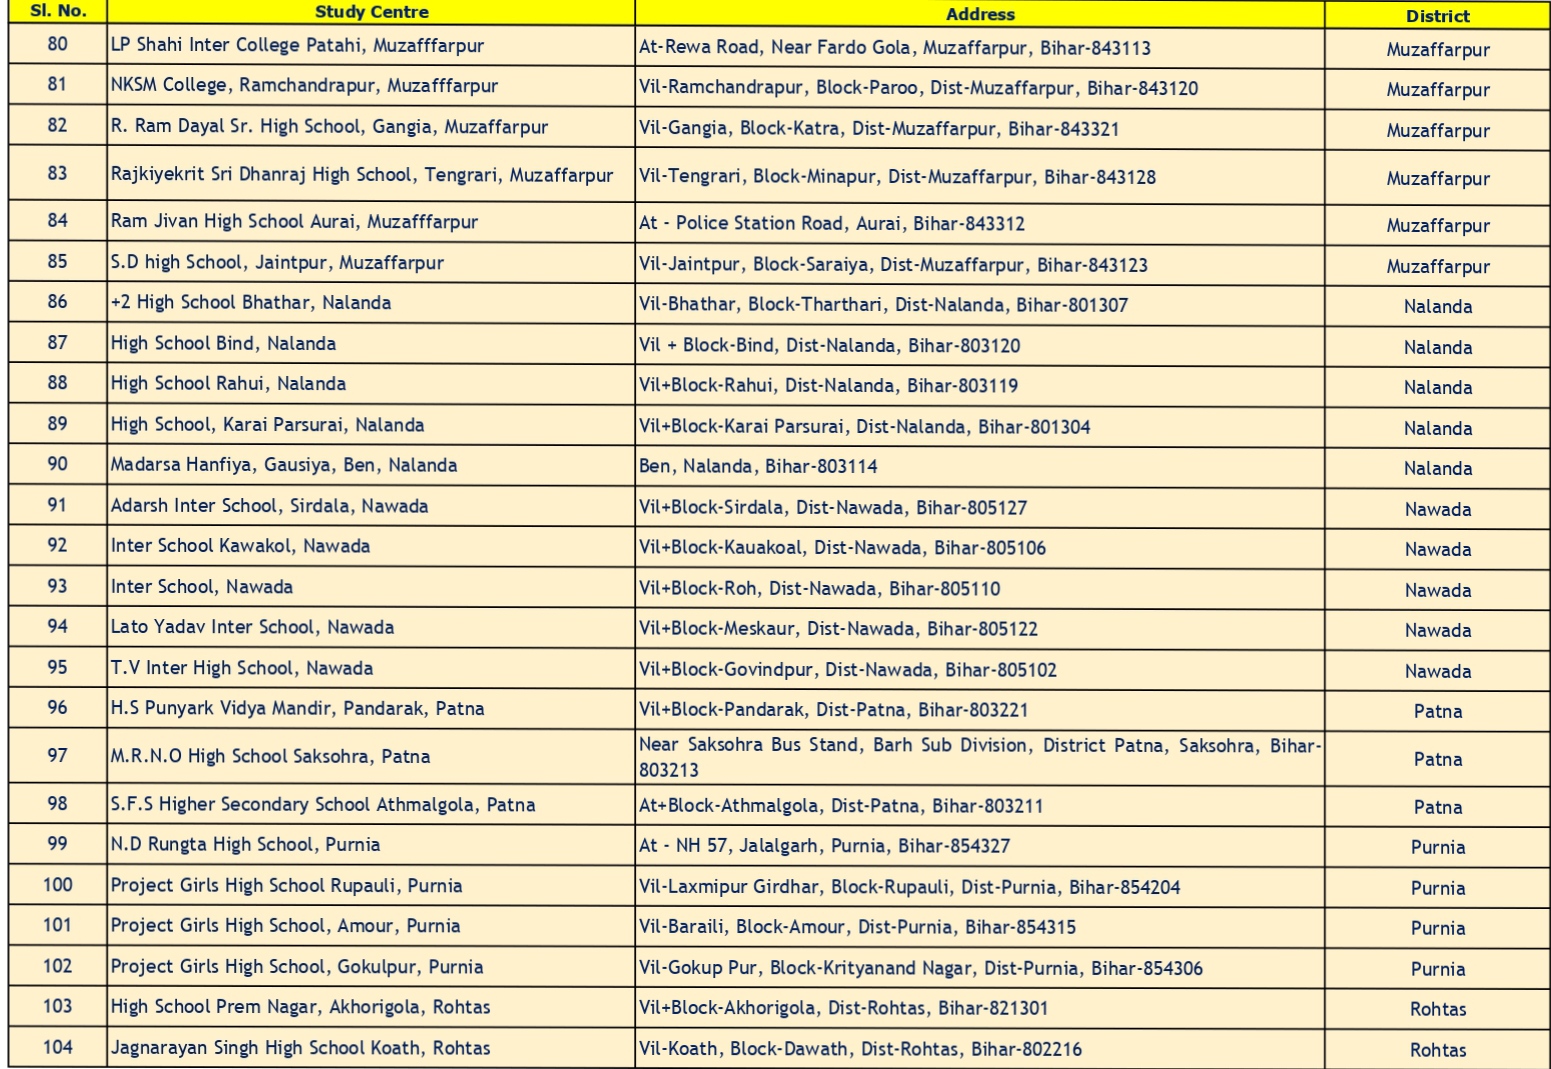 Sl. No. Study Centre Address District
80 LP Shahi Inter College Patahi, Muzafffarpur At-Rewa Road, Near Fardo Gola, Muzaffarpur, Bihar-843113 Muzaffarpur
81 NKSM College, Ramchandrapur, Muzafffarpur Vil-Ramchandrapur, Block-Paroo, Dist-Muzaffarpur, Bihar-843120 Muzaffarpur
82 R. Ram Dayal Sr. High School, Gangia, Muzaffarpur Vil-Gangia, Block-Katra, Dist-Muzaffarpur, Bihar-843321 Muzaffarpur
83 Rajkiyekrit Sri Dhanraj High School, Tengrari, Muzaffarpur Vil-Tengrari, Block-Minapur, Dist-Muzaffarpur, Bihar-843128 Muzaffarpur
84 Ram Jivan High School Aurai, Muzafffarpur At - Police Station Road, Aurai, Bihar-843312 Muzaffarpur
85 S.D high School, Jaintpur, Muzaffarpur Vil-Jaintpur, Block-Saraiya, Dist-Muzaffarpur, Bihar-843123 Muzaffarpur
86 +2 High School Bhathar, Nalanda Vil-Bhathar, Block-Tharthari, Dist-Nalanda, Bihar-801307 Nalanda
87 High School Bind, Nalanda Vil + Block-Bind, Dist-Nalanda, Bihar-803120 Nalanda
88 High School Rahui, Nalanda Vil+Block-Rahui, Dist-Nalanda, Bihar-803119 Nalanda
89 High School, Karai Parsurai, Nalanda Vil+Block-Karai Parsurai, Dist-Nalanda, Bihar-801304 Nalanda
90 Madarsa Hanfiya, Gausiya, Ben, Nalanda Ben, Nalanda, Bihar-803114 Nalanda
91 Adarsh Inter School, Sirdala, Nawada Vil+Block-Sirdala, Dist-Nawada, Bihar-805127 Nawada
92 Inter School Kawakol, Nawada Vil+Block-Kauakoal, Dist-Nawada, Bihar-805106 Nawada
93 Inter School, Nawada Vil+Block-Roh, Dist-Nawada, Bihar-805110 Nawada
94 Lato Yadav Inter School, Nawada Vil+Block-Meskaur, Dist-Nawada, Bihar-805122 Nawada
95 T.V Inter High School, Nawada Vil+Block-Govindpur, Dist-Nawada, Bihar-805102 Nawada
96 H.S Punyark Vidya Mandir, Pandarak, Patna Vil+Block-Pandarak, Dist-Patna, Bihar-803221 Patna
97 M.R.N.O High School Saksohra, Patna Near Saksohra Bus Stand, Barh Sub Division, District Patna, Saksohra, Bihar-
803213 Patna
98 S.F.S Higher Secondary School Athmalgola, Patna At+Block-Athmalgola, Dist-Patna, Bihar-803211 Patna
99 N.D Rungta High School, Purnia At - NH 57, Jalalgarh, Purnia, Bihar-854327 Purnia
100 Project Girls High School Rupauli, Purnia Vil-Laxmipur Girdhar, Block-Rupauli, Dist-Purnia, Bihar-854204 Purnia
101 Project Girls High School, Amour, Purnia Vil-Baraili, Block-Amour, Dist-Purnia, Bihar-854315 Purnia
102 Project Girls High School, Gokulpur, Purnia Vil-Gokup Pur, Block-Krityanand Nagar, Dist-Purnia, Bihar-854306 Purnia
103 High School Prem Nagar, Akhorigola, Rohtas Vil+Block-Akhorigola, Dist-Rohtas, Bihar-821301 Rohtas
104 Jagnarayan Singh High School Koath, Rohtas Vil-Koath, Block-Dawath, Dist-Rohtas, Bihar-802216 Rohtas